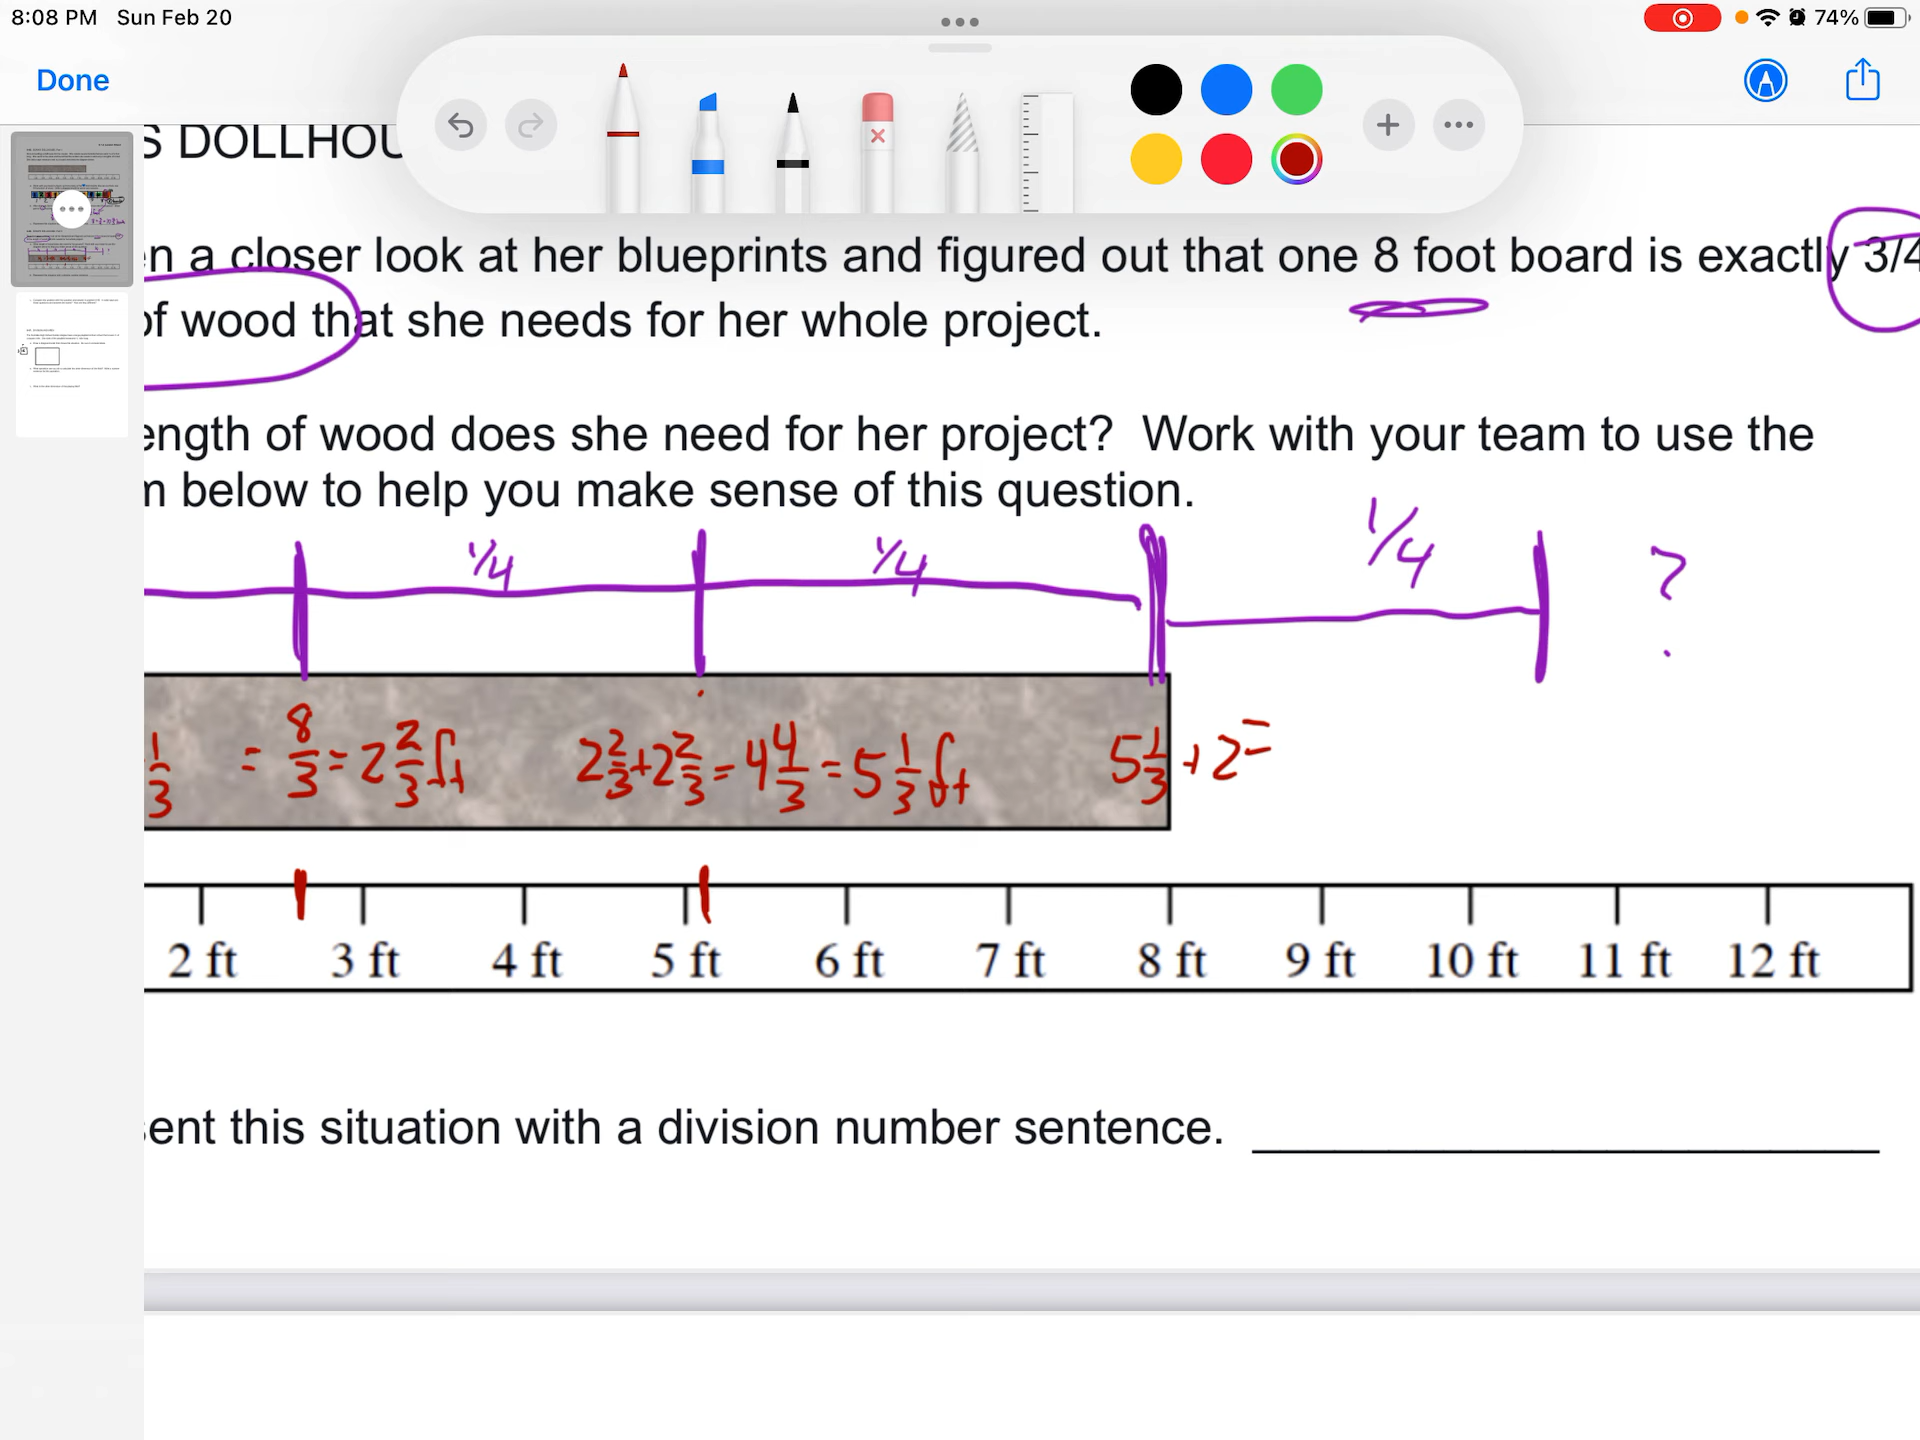 8:08 PM Sun Feb 20
74%
Done
S DOLLHOU
n a closer look at her blueprints and figured out that one 8 foot board is exactly 3/4
of wood that she needs for her whole project.
ength of wood does she need for her project? Work with your team to use the
m below to help you make sense of this question.
1/4 1/4 1/4 ?
1/3 = 8/3 = 2 2/3 ft 2 2/3 + 2 2/3 = 4 4/3 = 5 1/3 ft 5 1/3 + 2
2 ft 3 ft 4 ft 5 ft 6 ft 7 ft 8 ft 9 ft 10 ft 11 ft 12 ft
sent this situation with a division number sentence.